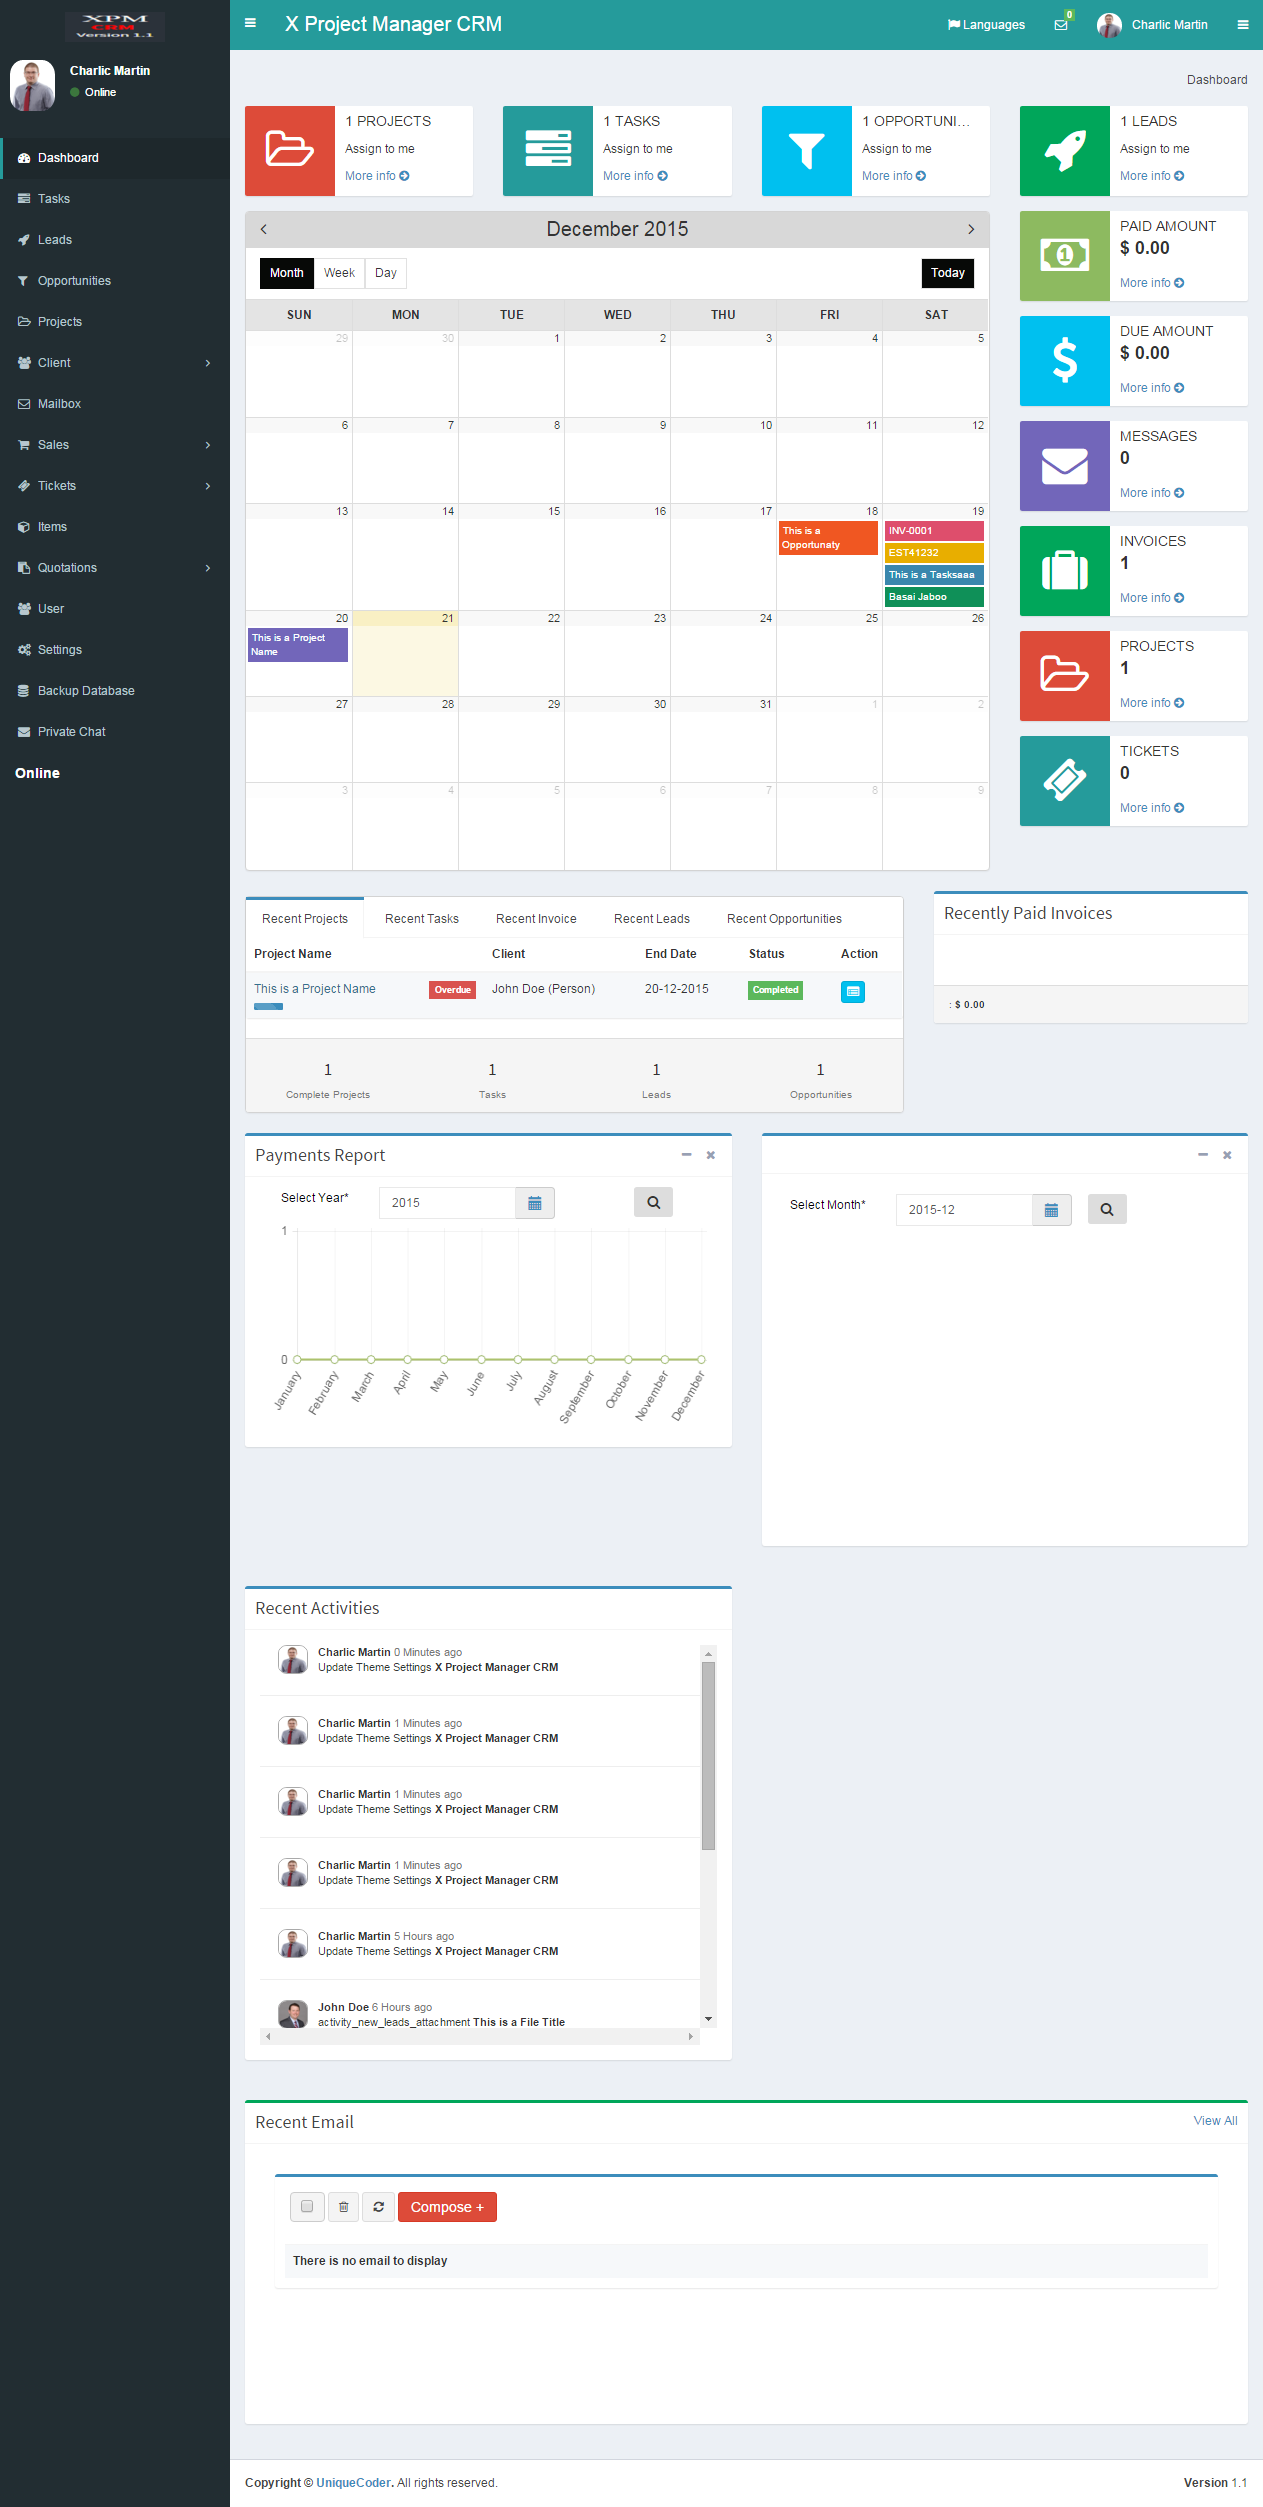 XPM
CRM
Version 1.1
X Project Manager CRM
Languages
0
Charlic Martin
Charlic Martin
Online
Dashboard
Tasks
Leads
Opportunities
Projects
Client
Mailbox
Sales
Tickets
Items
Quotations
User
Settings
Backup Database
Private Chat
Online
Dashboard
1 PROJECTS
Assign to me
More info
1 TASKS
Assign to me
More info
1 OPPORTUNI...
Assign to me
More info
1 LEADS
Assign to me
More info
December 2015
Month Week Day
Today
SUN MON TUE WED THU FRI SAT
29 30 1 2 3 4 5
6 7 8 9 10 11 12
13 14 15 16 17 18 19
This is a
Opportunaty
INV-0001
EST41232
This is a Tasksaaa
Basai Jaboo
20 21 22 23 24 25 26
This is a Project
Name
27 28 29 30 31 1 2
3 4 5 6 7 8 9
PAID AMOUNT
$ 0.00
More info
DUE AMOUNT
$ 0.00
More info
MESSAGES
0
More info
INVOICES
1
More info
PROJECTS
1
More info
TICKETS
0
More info
Recent Projects Recent Tasks Recent Invoice Recent Leads Recent Opportunities
Project Name Client End Date Status Action
This is a Project Name Overdue John Doe (Person) 20-12-2015 Completed
1 1 1 1
Complete Projects Tasks Leads Opportunities
Recently Paid Invoices
: $ 0.00
Payments Report
Select Year* 2015
1
0
January February March April May June July August September October November December
Select Month* 2015-12
Recent Activities
Charlic Martin 0 Minutes ago
Update Theme Settings X Project Manager CRM
Charlic Martin 1 Minutes ago
Update Theme Settings X Project Manager CRM
Charlic Martin 1 Minutes ago
Update Theme Settings X Project Manager CRM
Charlic Martin 1 Minutes ago
Update Theme Settings X Project Manager CRM
Charlic Martin 5 Hours ago
Update Theme Settings X Project Manager CRM
John Doe 6 Hours ago
activity_new_leads_attachment This is a File Title
Recent Email
View All
Compose +
There is no email to display
Copyright © UniqueCoder. All rights reserved.
Version 1.1